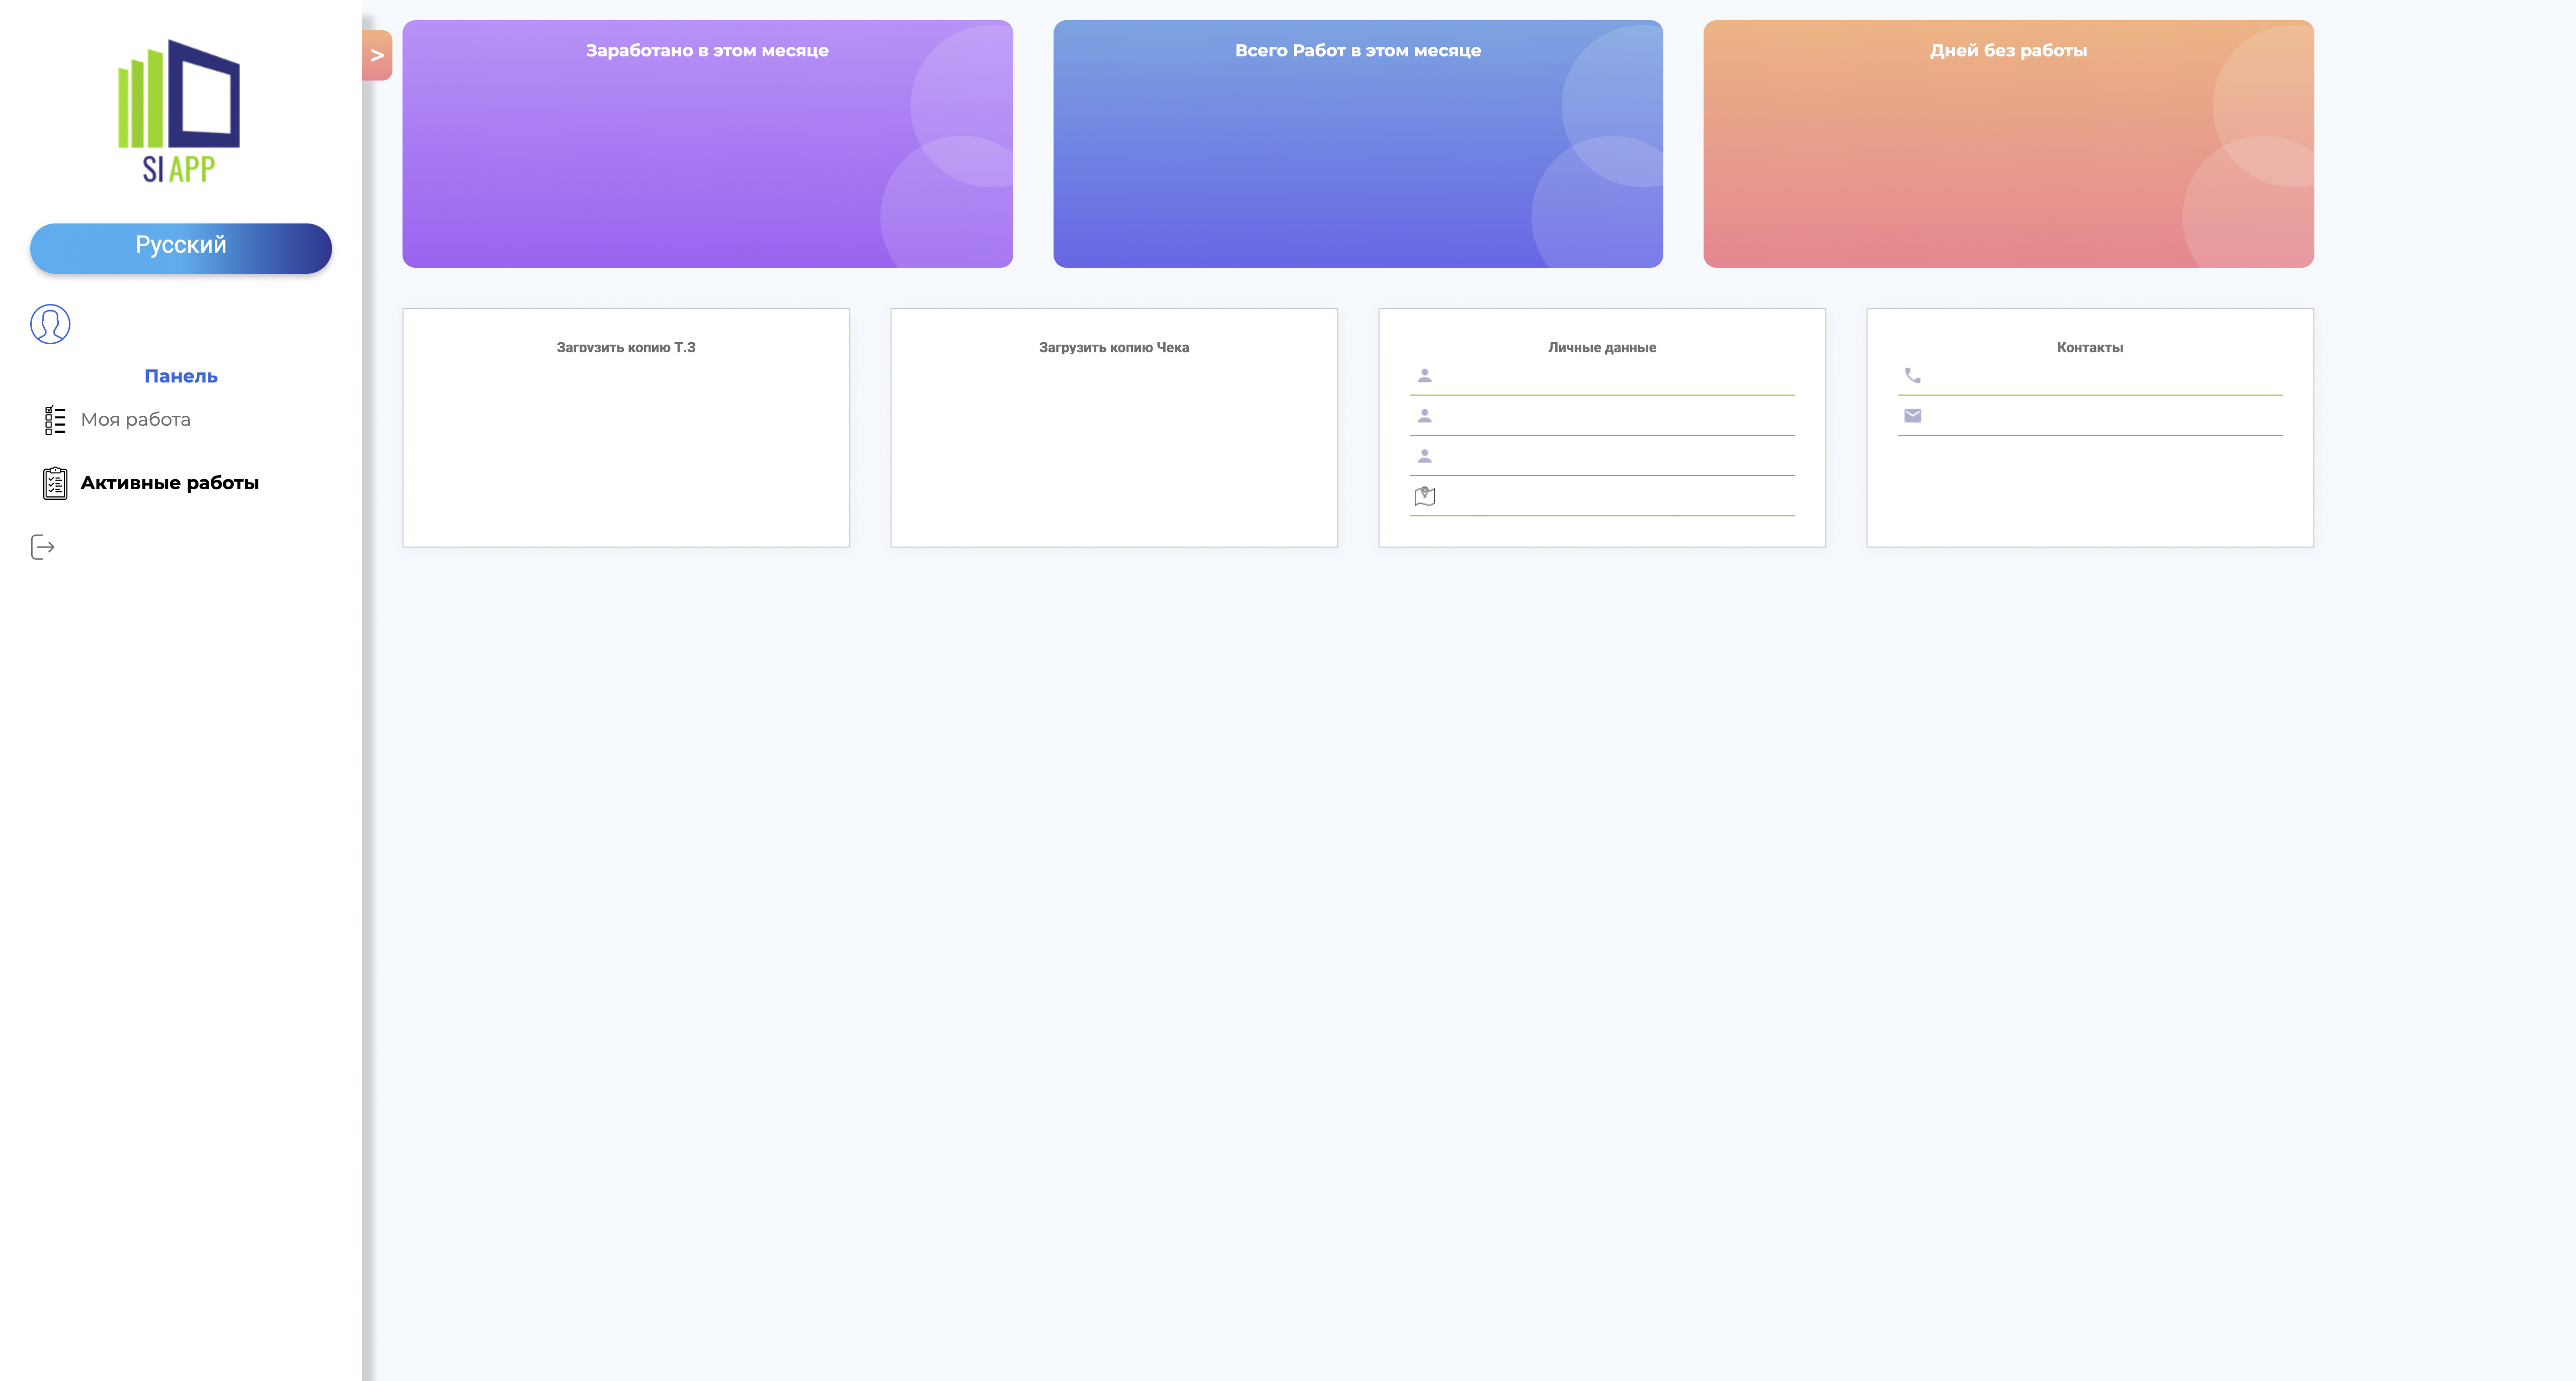 SI APP
Русский
Панель
Моя работа
Активные работы
>
Заработано в этом месяце
Всего Работ в этом месяце
Дней без работы
Загрузить копию Т.З
Загрузить копию Чека
Личные данные
Контакты